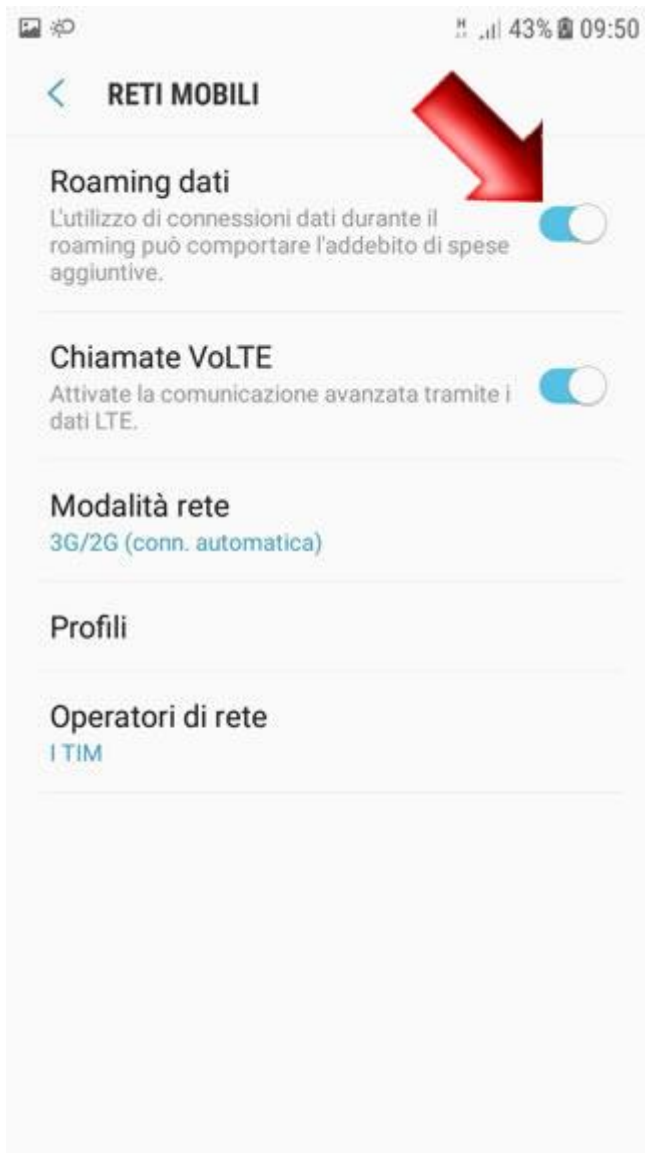 43% 09:50
RETI MOBILI
Roaming dati
L'utilizzo di connessioni dati durante il
roaming può comportare l'addebito di spese
aggiuntive.
Chiamate VoLTE
Attivate la comunicazione avanzata tramite i
dati LTE.
Modalità rete
3G/2G (conn. automatica)
Profili
Operatori di rete
I TIM